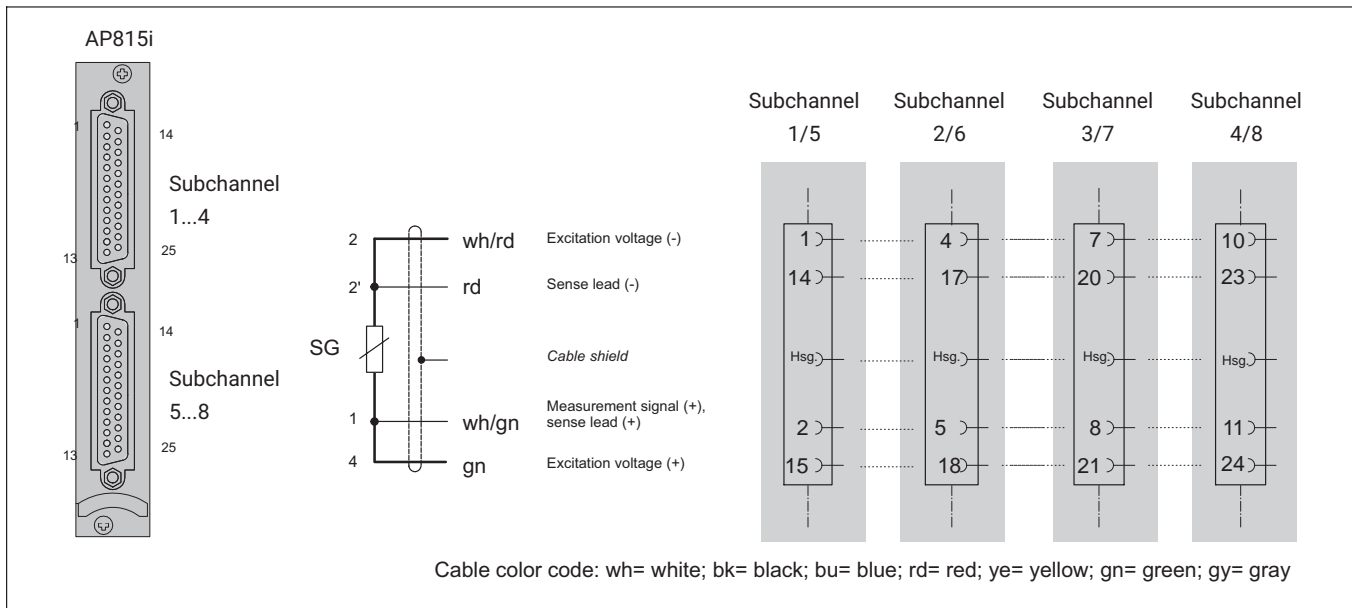 AP815i
1
14
Subchannel
1...4
13
25
1
14
Subchannel
5...8
13
25
2 wh/rd Excitation voltage (-)
2' rd Sense lead (-)
SG
Cable shield
1 wh/gn Measurement signal (+),
sense lead (+)
4 gn Excitation voltage (+)
Subchannel Subchannel Subchannel Subchannel
1/5 2/6 3/7 4/8
1 4 7 10
14 17 20 23
Hsg. Hsg. Hsg. Hsg.
2 5 8 11
15 18 21 24
Cable color code: wh= white; bk= black; bu= blue; rd= red; ye= yellow; gn= green; gy= gray